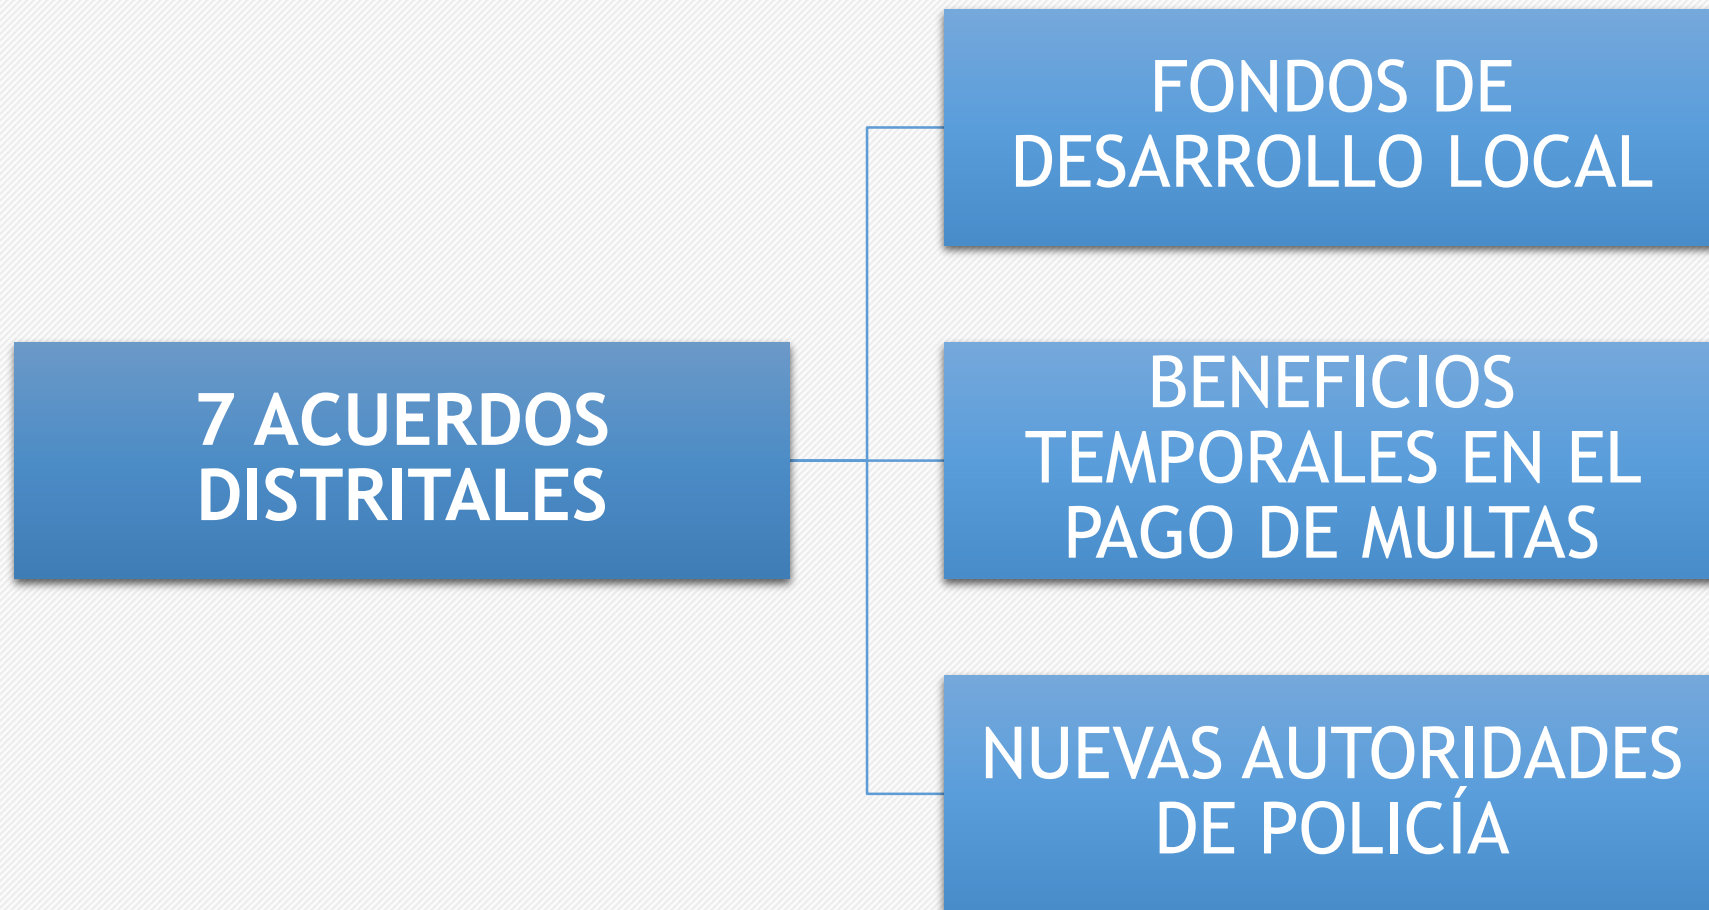 7 ACUERDOS
DISTRITALES
FONDOS DE
DESARROLLO LOCAL
BENEFICIOS
TEMPORALES EN EL
PAGO DE MULTAS
NUEVAS AUTORIDADES
DE POLICÍA